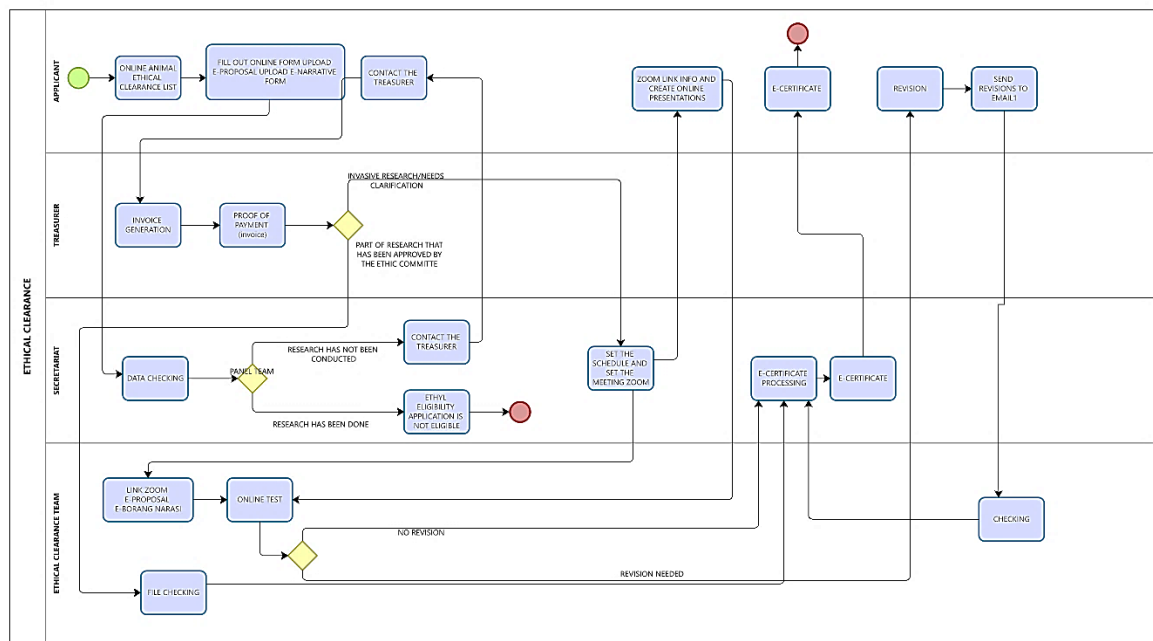 ETHICAL CLEARANCE
APPLICANT
ONLINE ANIMAL
ETHICAL
CLEARANCE LIST
FILL OUT ONLINE FORM UPLOAD
E-PROPOSAL UPLOAD E-NARRATIVE
FORM
CONTACT THE
TREASURER
ZOOM LINK INFO AND
CREATE ONLINE
PRESENTATIONS
E-CERTIFICATE
REVISION
SEND
REVISIONS TO
EMAIL1
TREASURER
INVOICE
GENERATION
PROOF OF
PAYMENT
(invoice)
INVASIVE RESEARCH/NEEDS
CLARIFICATION
PART OF RESEARCH THAT
HAS BEEN APPROVED BY
THE ETHIC COMMITTE
SECRETARIAT
DATA CHECKING
PANEL TEAM
RESEARCH HAS NOT BEEN
CONDUCTED
CONTACT THE
TREASURER
RESEARCH HAS BEEN DONE
ETHYL
ELIGIBILITY
APPLICATION IS
NOT ELIGIBLE
SET THE
SCHEDULE AND
SET THE
MEETING ZOOM
E-CERTIFICATE
PROCESSING
E-CERTIFICATE
ETHICAL CLEARANCE TEAM
LINK ZOOM
E-PROPOSAL
E-BORANG NARASI
ONLINE TEST
NO REVISION
REVISION NEEDED
CHECKING
FILE CHECKING